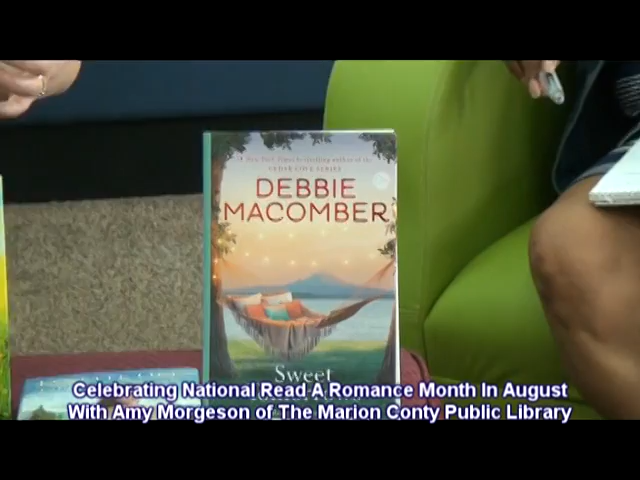 New York Times bestselling author of the
CEDAR COVE SERIES
DEBBIE
MACOMBER
Sweet
Celebrating National Read A Romance Month In August
With Amy Morgeson of The Marion Conty Public Library